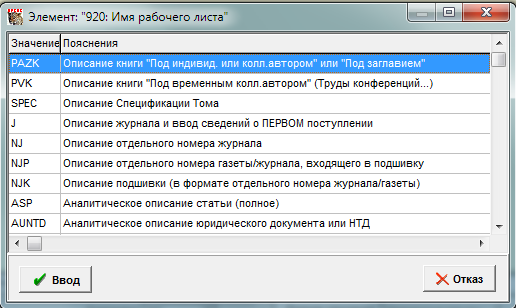 Элемент: "920: Имя рабочего листа"
Значение Пояснения
PAZK Описание книги "Под индивид. или колл.автором" или "Под заглавием"
PVK Описание книги "Под временным колл.автором" (Труды конференций...)
SPEC Описание Спецификации Тома
J Описание журнала и ввод сведений о ПЕРВОМ поступлении
NJ Описание отдельного номера журнала
NJP Описание отдельного номера газеты/журнала, входящего в подшивку
NJK Описание подшивки (в формате отдельного номера журнала/газеты)
ASP Аналитическое описание статьи (полное)
AUNTD Аналитическое описание юридического документа или НТД
Ввод Отказ